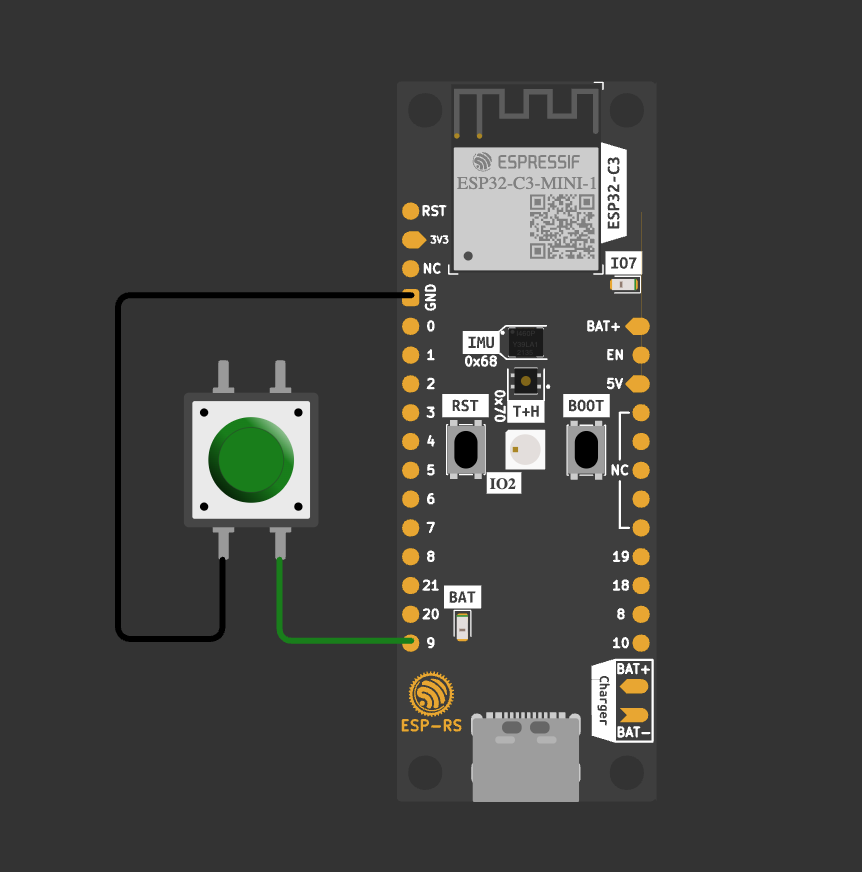 ESPRESSIF
ESP32-C3-MINI-1
ESP32-C3
RST
3V3
NC
GND
0
1
2
3
4
5
6
7
8
21
20
9
IO7
BAT+
EN
5V
NC
19
18
8
10
IMU
0x68
0x70
T+H
RST
BOOT
IO2
BAT
ESP-RS
Charger
BAT+
BAT-